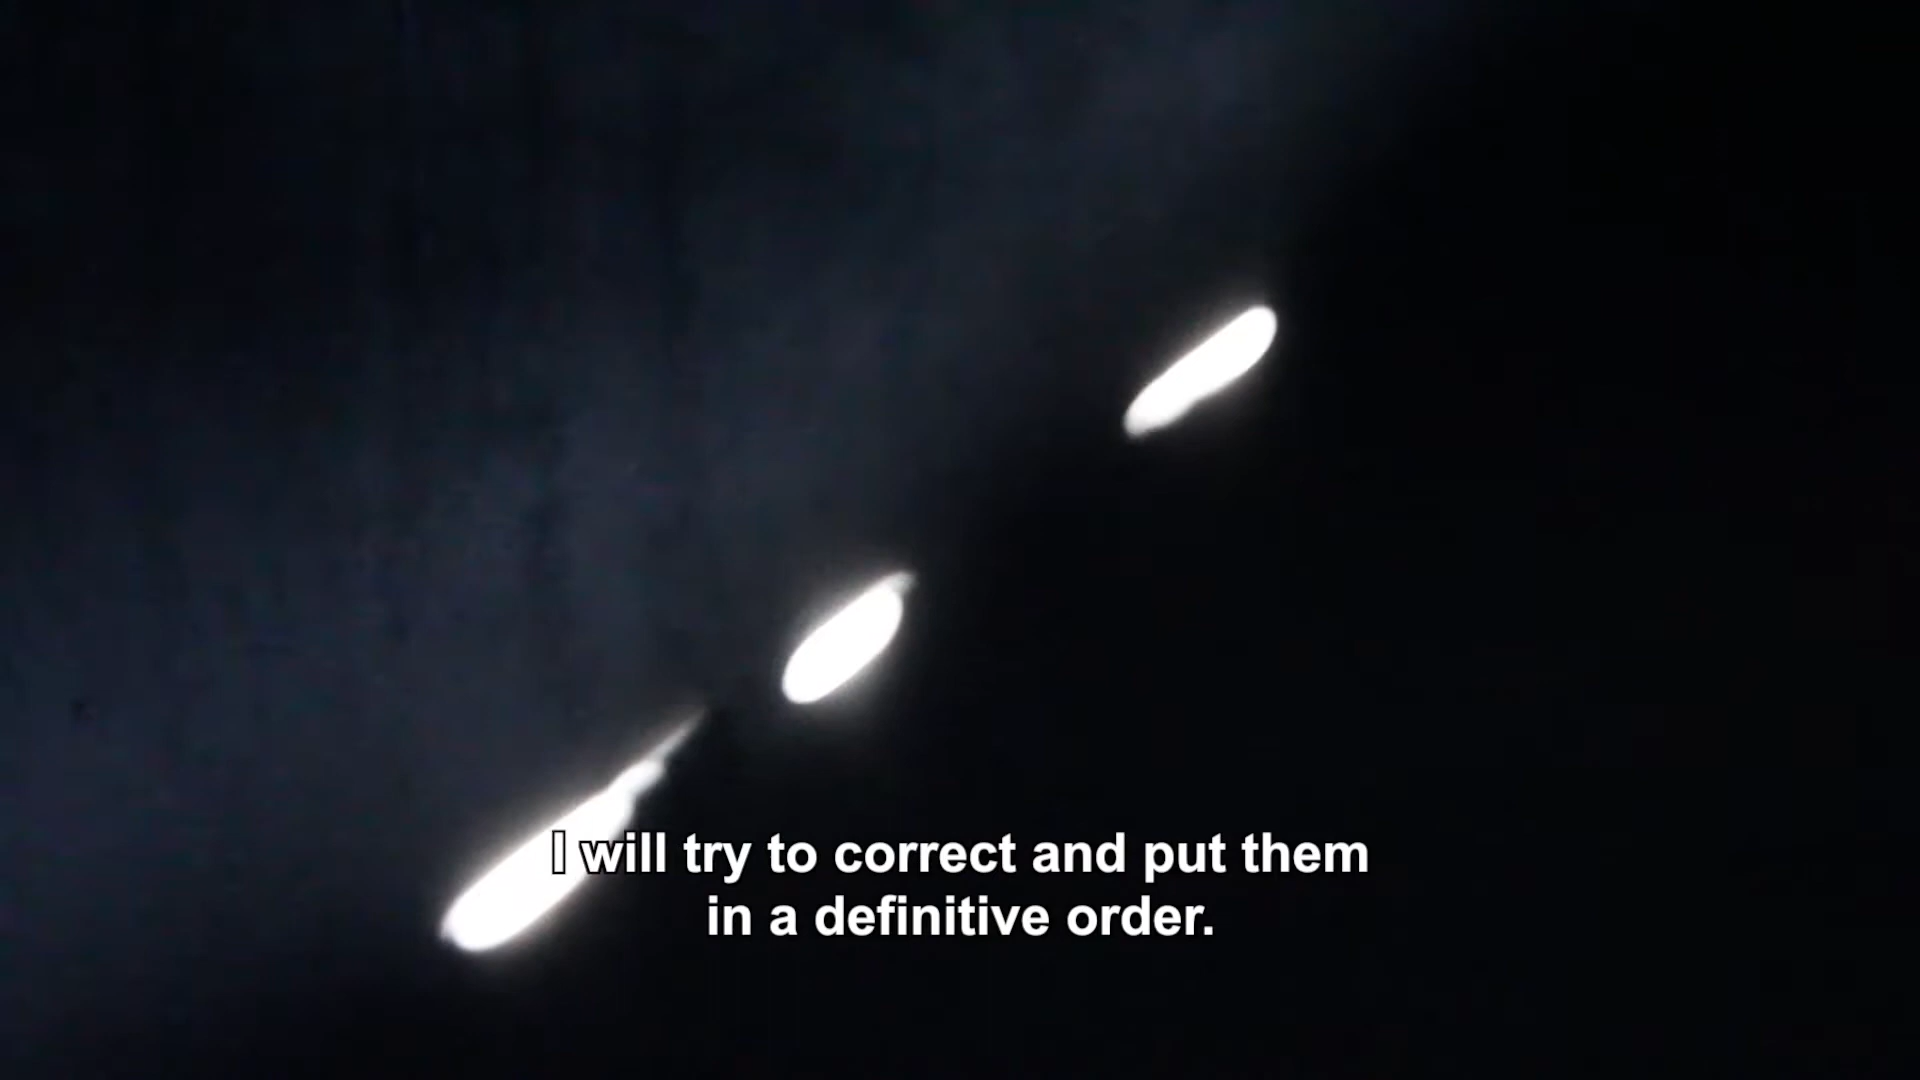 I will try to correct and put them
in a definitive order.